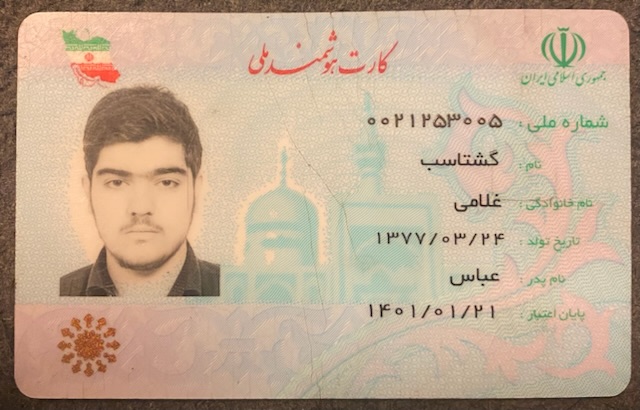 کارت هوشمند ملی
جمهوری اسلامی ایران
شماره ملی : ۰۰۲۱۲۵۳۰۰۵
نام : گشتاسب
نام خانوادگی : غلامی
تاریخ تولد : ۱۳۷۷/۰۳/۲۴
نام پدر : عباس
پایان اعتبار : ۱۴۰۱/۰۱/۲۱